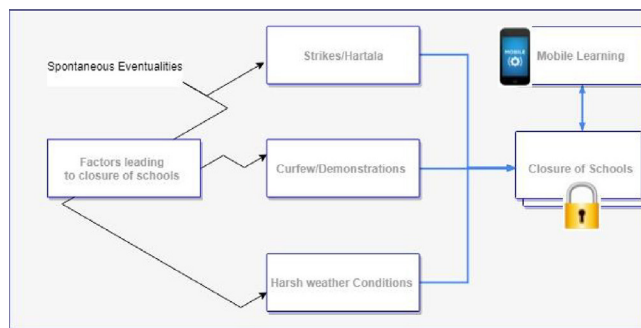 Strikes/Hartala
MOBILE
Mobile Learning
Spontaneous Eventualities
Factors leading
to closure of schools
Curfew/Demonstrations
Closure of Schools
Harsh weather Conditions